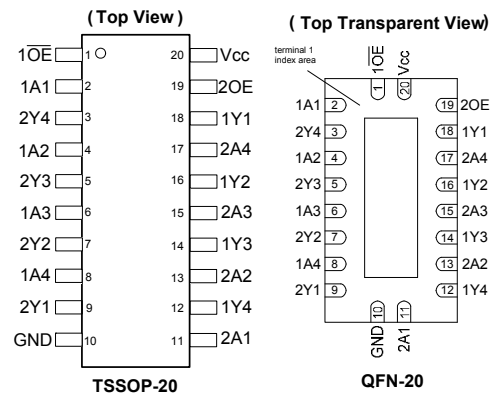 ( Top View )
1O̅E̅ 1 20 Vcc
1A1 2 19 2OE
2Y4 3 18 1Y1
1A2 4 17 2A4
2Y3 5 16 1Y2
1A3 6 15 2A3
2Y2 7 14 1Y3
1A4 8 13 2A2
2Y1 9 12 1Y4
GND 10 11 2A1
TSSOP-20
( Top Transparent View)
terminal 1
index area
1O̅E̅ Vcc
1 20
1A1 2 19 2OE
2Y4 3 18 1Y1
1A2 4 17 2A4
2Y3 5 16 1Y2
1A3 6 15 2A3
2Y2 7 14 1Y3
1A4 8 13 2A2
2Y1 9 12 1Y4
10 11
GND 2A1
QFN-20